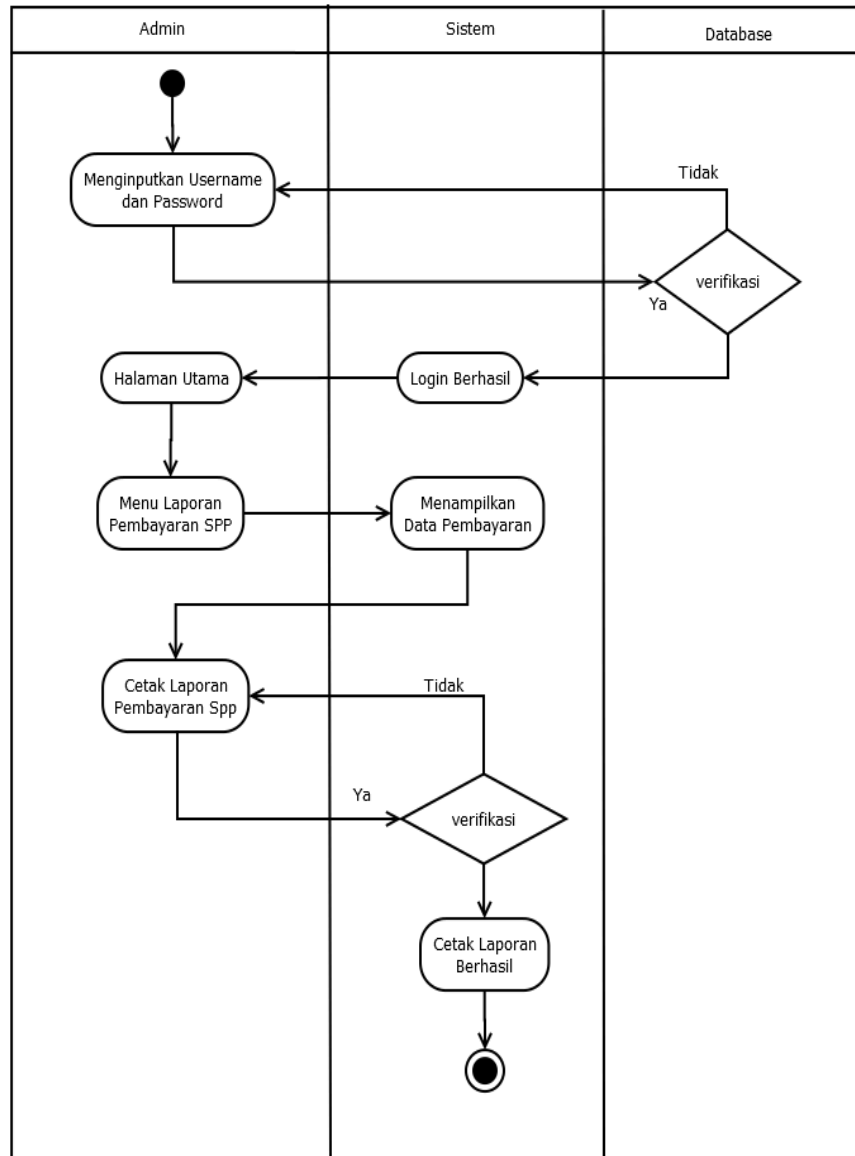 Admin
Sistem
Database
Menginputkan Username
dan Password
Tidak
verifikasi
Ya
Halaman Utama
Login Berhasil
Menu Laporan
Pembayaran SPP
Menampilkan
Data Pembayaran
Cetak Laporan
Pembayaran Spp
Tidak
Ya
verifikasi
Cetak Laporan
Berhasil